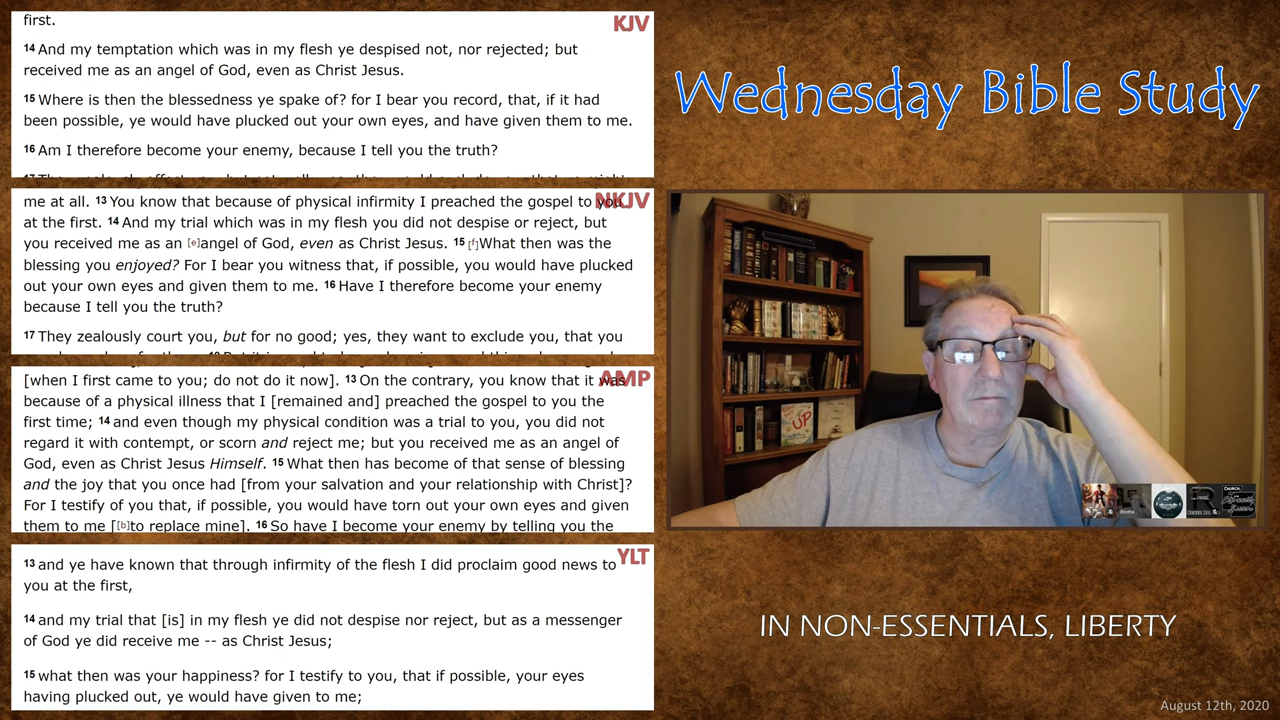 first.
KJV
14 And my temptation which was in my flesh ye despised not, nor rejected; but
received me as an angel of God, even as Christ Jesus.
15 Where is then the blessedness ye spake of? for I bear you record, that, if it had
been possible, ye would have plucked out your own eyes, and have given them to me.
16 Am I therefore become your enemy, because I tell you the truth?
NKJV
me at all. 13 You know that because of physical infirmity I preached the gospel to you
at the first. 14 And my trial which was in my flesh you did not despise or reject, but
you received me as an [e]angel of God, even as Christ Jesus. 15 [f]What then was the
blessing you enjoyed? For I bear you witness that, if possible, you would have plucked
out your own eyes and given them to me. 16 Have I therefore become your enemy
because I tell you the truth?
17 They zealously court you, but for no good; yes, they want to exclude you, that you
AMP
[when I first came to you; do not do it now]. 13 On the contrary, you know that it was
because of a physical illness that I [remained and] preached the gospel to you the
first time; 14 and even though my physical condition was a trial to you, you did not
regard it with contempt, or scorn and reject me; but you received me as an angel of
God, even as Christ Jesus Himself. 15 What then has become of that sense of blessing
and the joy that you once had [from your salvation and your relationship with Christ]?
For I testify of you that, if possible, you would have torn out your own eyes and given
them to me [[b]to replace mine]. 16 So have I become your enemy by telling you the
YLT
13 and ye have known that through infirmity of the flesh I did proclaim good news to
you at the first,
14 and my trial that [is] in my flesh ye did not despise nor reject, but as a messenger
of God ye did receive me -- as Christ Jesus;
15 what then was your happiness? for I testify to you, that if possible, your eyes
having plucked out, ye would have given to me;
Wednesday Bible Study
UP
Brothe...
CHURCH
IN NON-ESSENTIALS, LIBERTY
August 12th, 2020